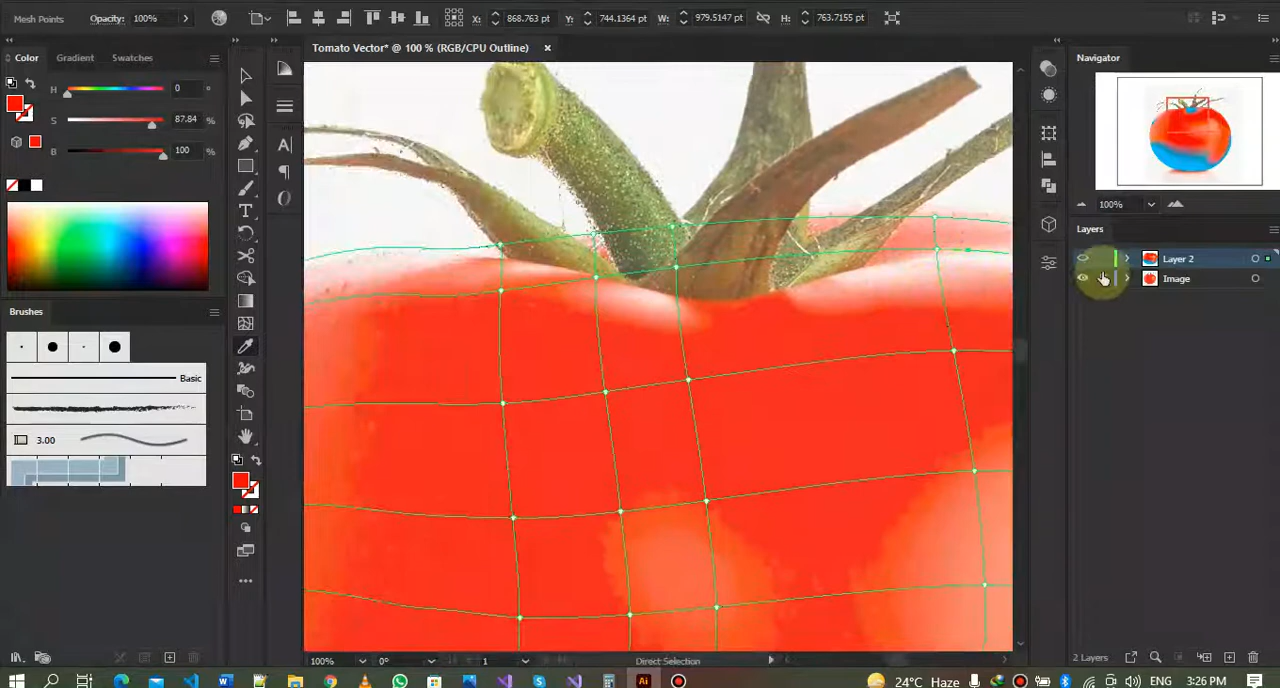 Mesh Points
Opacity: 100%
X: 868.763 pt
Y: 744.1364 pt
W: 979.5147 pt
H: 763.7155 pt
Color
Gradient
Swatches
Tomato Vector* @ 100 % (RGB/CPU Outline)
Navigator
H 0 °
S 87.84 %
B 100 %
100%
Layers
Layer 2
Image
Brushes
Basic
3.00
2 Layers
100%
0°
1
Direct Selection
24°C Haze
ENG
3:26 PM